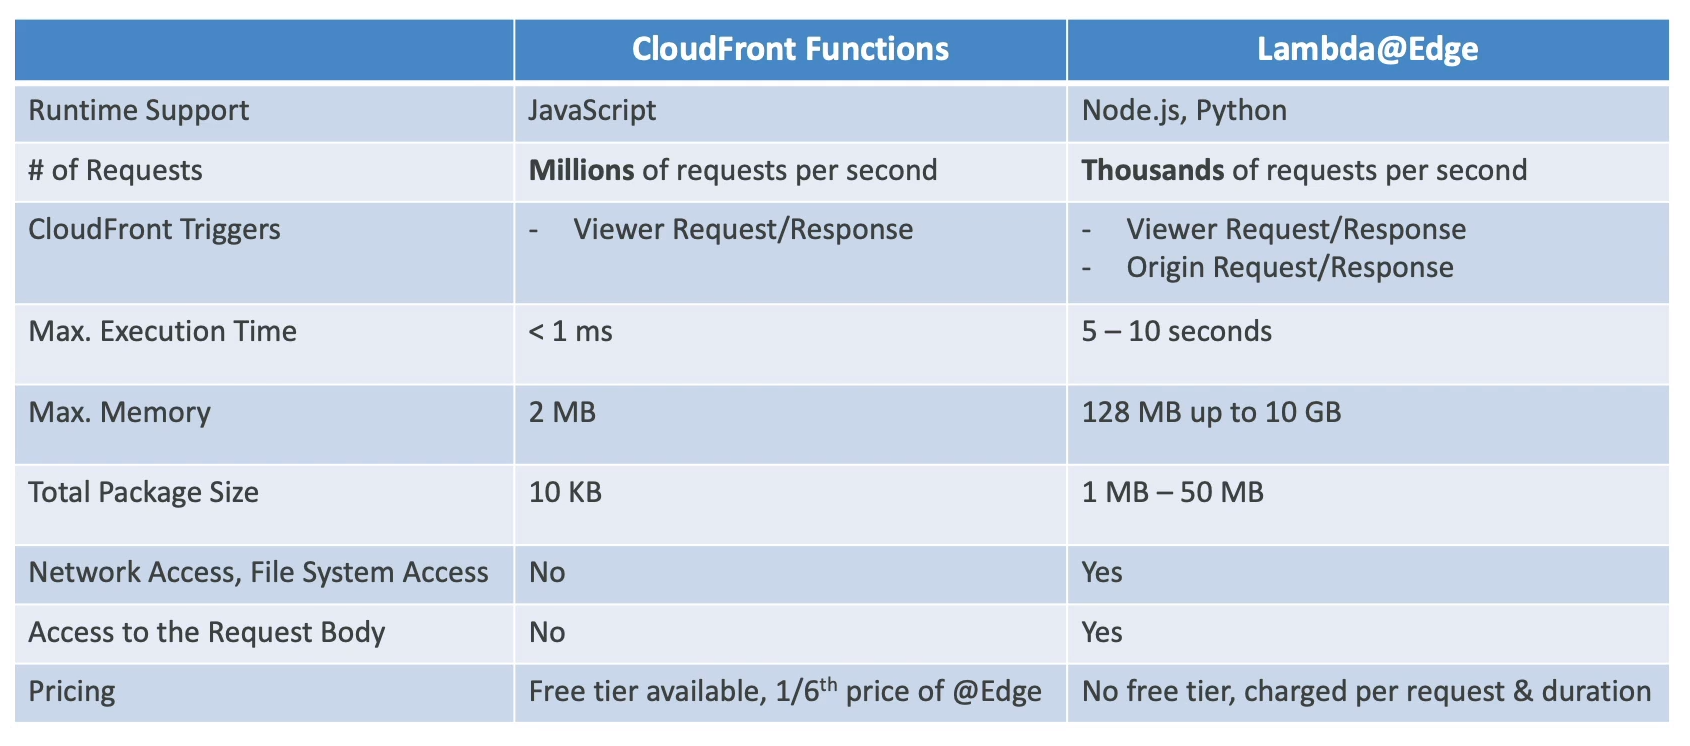 CloudFront Functions Lambda@Edge
Runtime Support JavaScript Node.js, Python
# of Requests Millions of requests per second Thousands of requests per second
CloudFront Triggers - Viewer Request/Response - Viewer Request/Response
- Origin Request/Response
Max. Execution Time < 1 ms 5 – 10 seconds
Max. Memory 2 MB 128 MB up to 10 GB
Total Package Size 10 KB 1 MB – 50 MB
Network Access, File System Access No Yes
Access to the Request Body No Yes
Pricing Free tier available, 1/6th price of @Edge No free tier, charged per request & duration